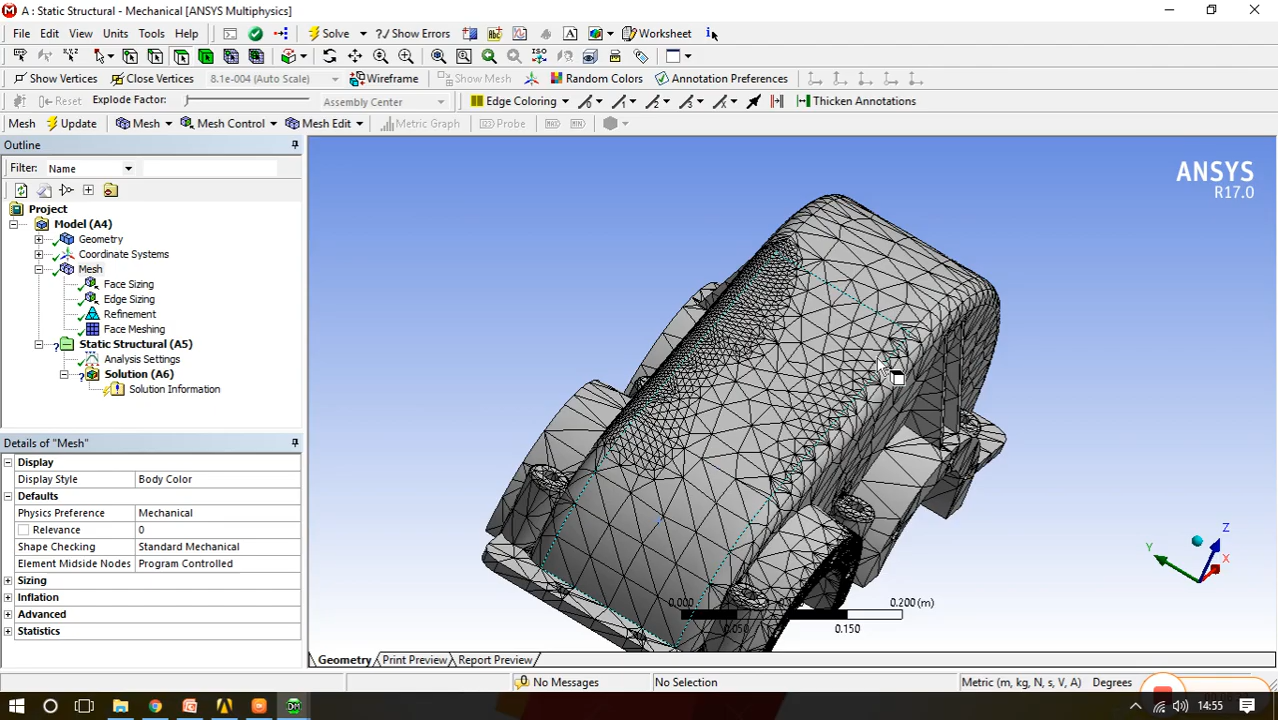 A : Static Structural - Mechanical [ANSYS Multiphysics]
File Edit View Units Tools Help Solve ?/ Show Errors Worksheet
Show Vertices Close Vertices 8.1e-004 (Auto Scale) Wireframe Show Mesh Random Colors Annotation Preferences
Reset Explode Factor: Assembly Center Edge Coloring Thicken Annotations
Mesh Update Mesh Mesh Control Mesh Edit Metric Graph Probe MAX MIN
Outline
Filter: Name
Project
Model (A4)
Geometry
Coordinate Systems
Mesh
Face Sizing
Edge Sizing
Refinement
Face Meshing
Static Structural (A5)
Analysis Settings
Solution (A6)
Solution Information
Details of "Mesh"
Display
Display Style Body Color
Defaults
Physics Preference Mechanical
Relevance 0
Shape Checking Standard Mechanical
Element Midside Nodes Program Controlled
Sizing
Inflation
Advanced
Statistics
ANSYS
R17.0
Z
Y
X
0.000 0.200 (m)
0.050 0.150
Geometry Print Preview Report Preview
No Messages No Selection Metric (m, kg, N, s, V, A) Degrees
14:55